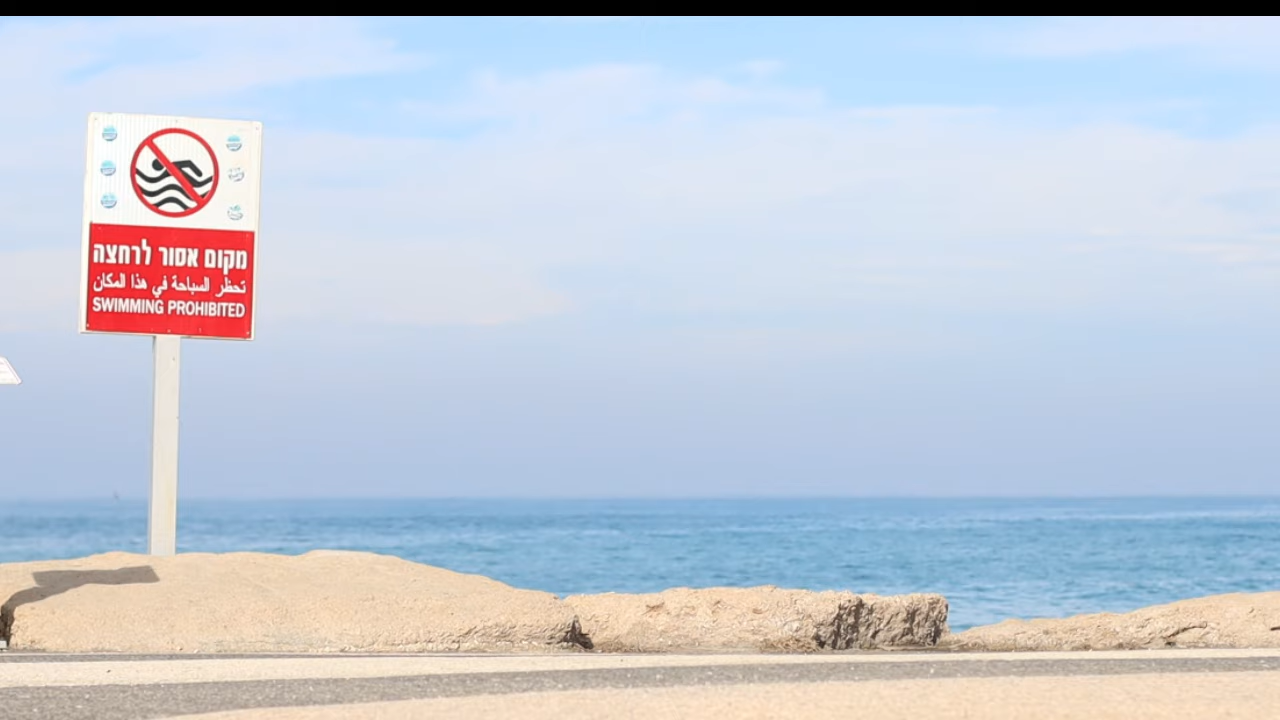 מקום אסור לרחצה
تحظر السباحة في هذا المكان
SWIMMING PROHIBITED